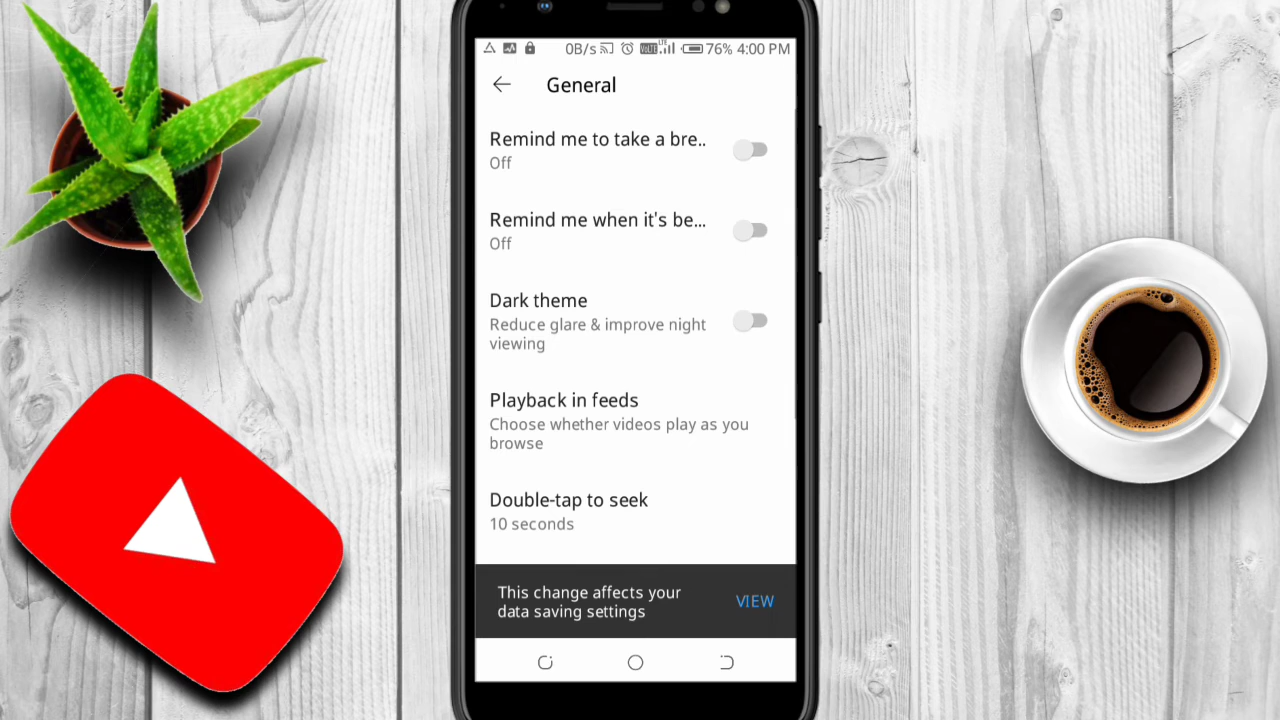 0B/s VOLTE LTE 76% 4:00 PM
General
Remind me to take a bre..
Off
Remind me when it's be...
Off
Dark theme
Reduce glare & improve night
viewing
Playback in feeds
Choose whether videos play as you
browse
Double-tap to seek
10 seconds
This change affects your
data saving settings
VIEW